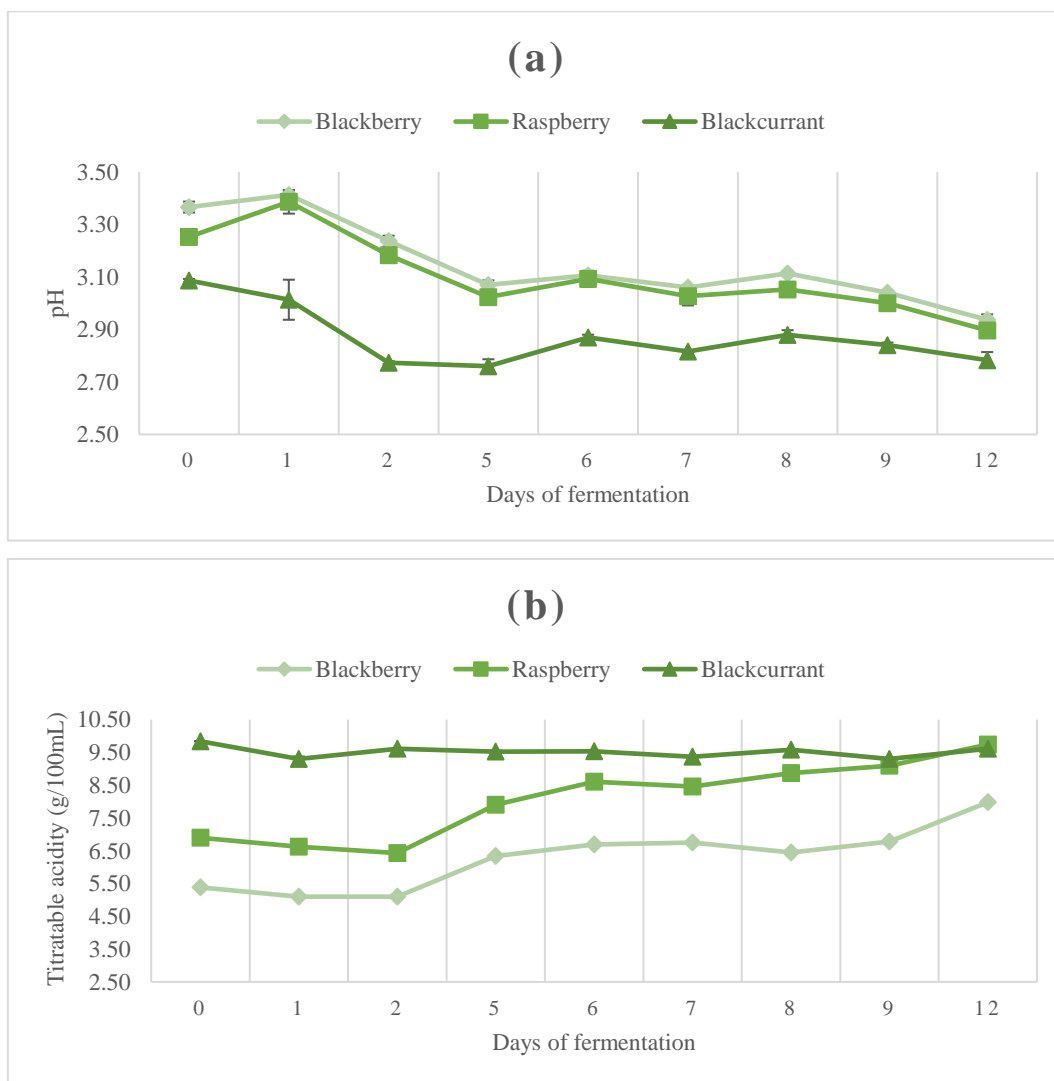 (a)
Blackberry Raspberry Blackcurrant
3.50
3.30
3.10
2.90
2.70
2.50
pH
0 1 2 5 6 7 8 9 12
Days of fermentation
(b)
Blackberry Raspberry Blackcurrant
10.50
9.50
8.50
7.50
6.50
5.50
4.50
3.50
2.50
Titratable acidity (g/100mL)
0 1 2 5 6 7 8 9 12
Days of fermentation